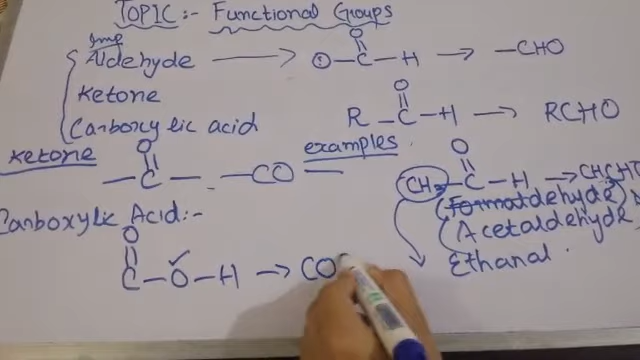 TOPIC:- Functional Groups
Imp
Aldehyde → O=C-H → -CHO
Ketone
R-C-H → RCHO
O
Carboxylic acid
Ketone
examples
O
-C- -CO-
O
CH3-C-H →
(Formaldehyde)
Carboxylic Acid:-
(Acetaldehyde
Ethanal
O
C-O-H → CO